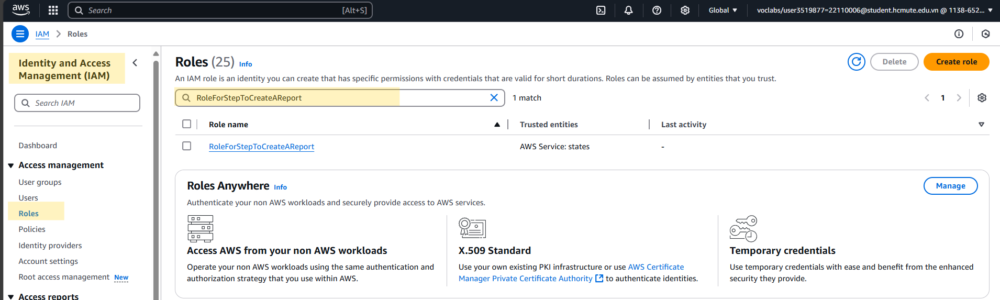 aws
Search
[Alt+S]
Global
voclabs/user3519877=22110006@student.hcmute.edu.vn @ 1138-652...
IAM
Roles
Identity and Access
Management (IAM)
Search IAM
Dashboard
Access management
User groups
Users
Roles
Policies
Identity providers
Account settings
Root access management New
Access reports
Roles (25) Info
Delete
Create role
An IAM role is an identity you can create that has specific permissions with credentials that are valid for short durations. Roles can be assumed by entities that you trust.
RoleForStepToCreateAReport
1 match
1
Role name
Trusted entities
Last activity
RoleForStepToCreateAReport
AWS Service: states
-
Roles Anywhere Info
Manage
Authenticate your non AWS workloads and securely provide access to AWS services.
Access AWS from your non AWS workloads
Operate your non AWS workloads using the same authentication and
authorization strategy that you use within AWS.
X.509 Standard
Use your own existing PKI infrastructure or use AWS Certificate
Manager Private Certificate Authority to authenticate identities.
Temporary credentials
Use temporary credentials with ease and benefit from the enhanced
security they provide.